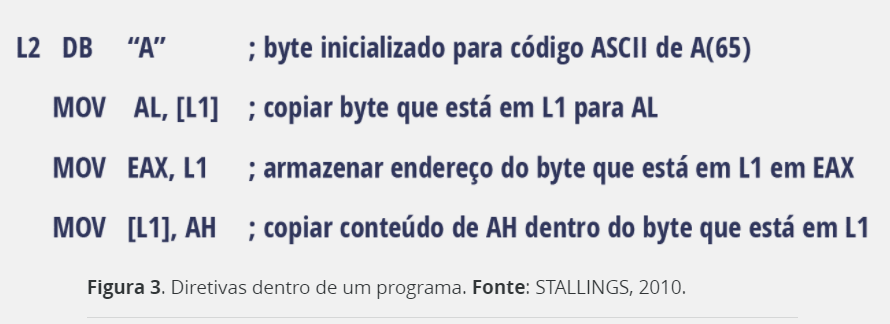 L2 DB “A” ; byte inicializado para código ASCII de A(65)
MOV AL, [L1] ; copiar byte que está em L1 para AL
MOV EAX, L1 ; armazenar endereço do byte que está em L1 em EAX
MOV [L1], AH ; copiar conteúdo de AH dentro do byte que está em L1
Figura 3. Diretivas dentro de um programa. Fonte: STALLINGS, 2010.